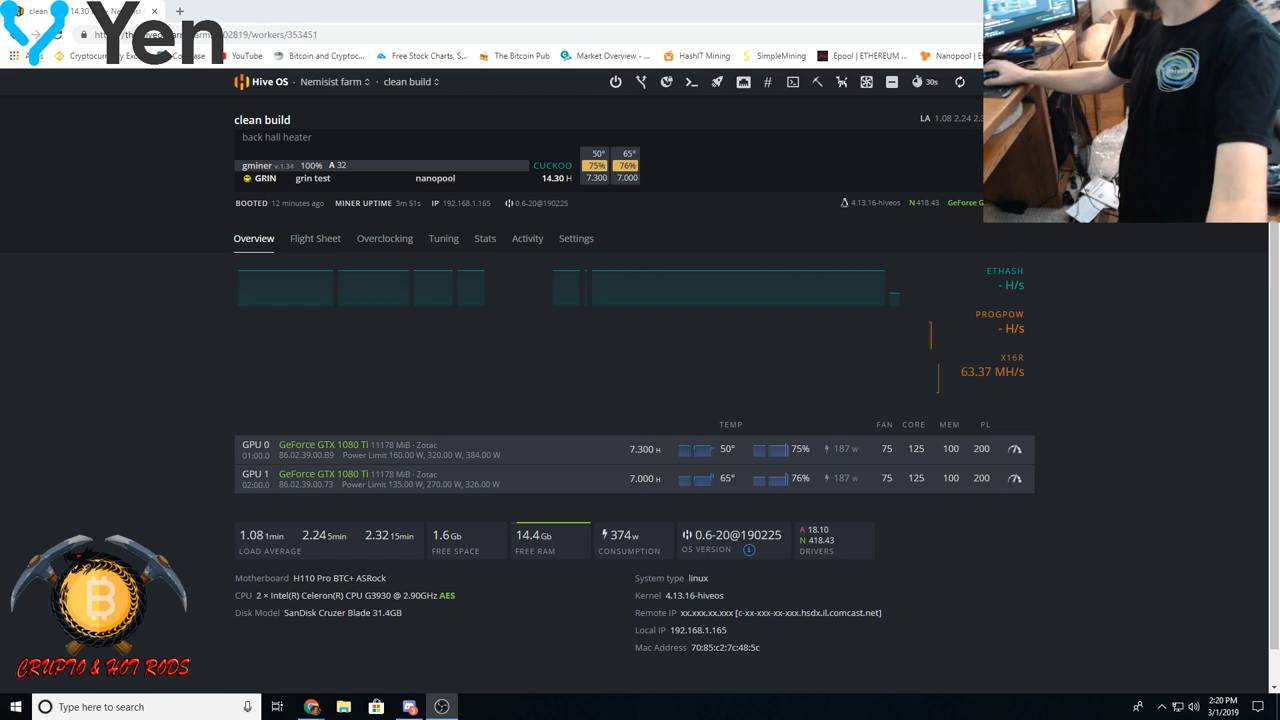 clean
14.30
Yen
02819/workers/353451
YouTube
Bitcoin and Cryptoc...
Free Stock Charts, S...
The Bitcoin Pub
Market Overview -...
HashIT Mining
SimpleMining
Epool | ETHEREUM ...
Nanopool | E
Hive OS
Nemisist farm
clean build
30s
clean build
LA 1.08 2.24 2.3
back hall heater
50° 65°
gminer v.1.34 100% A 32 CUCKOO 75% 76%
GRIN grin test nanopool 14.30 H 7.300 7.000
BOOTED 12 minutes ago MINER UPTIME 3m 51s IP 192.168.1.165 0.6-20@190225 4.13.16-hiveos N 418.43 GeForce G
Overview Flight Sheet Overclocking Tuning Stats Activity Settings
ETHASH
- H/s
PROGPOW
- H/s
X16R
63.37 MH/s
TEMP FAN CORE MEM PL
GPU 0 GeForce GTX 1080 Ti 11178 MiB · Zotac 7.300 H 50° 75% 187 W 75 125 100 200
01:00.0 86.02.39.00.B9 Power Limit 160.00 W, 320.00 W, 384.00 W
GPU 1 GeForce GTX 1080 Ti 11178 MiB · Zotac 7.000 H 65° 76% 187 W 75 125 100 200
02:00.0 86.02.39.00.73 Power Limit 135.00 W, 270.00 W, 326.00 W
1.08 1min 2.24 5min 2.32 15min 1.6 Gb 14.4 Gb 374 w 0.6-20@190225 A 18.10
N 418.43
LOAD AVERAGE FREE SPACE FREE RAM CONSUMPTION OS VERSION DRIVERS
Motherboard H110 Pro BTC+ ASRock
CPU 2 × Intel(R) Celeron(R) CPU G3930 @ 2.90GHz AES
Disk Model SanDisk Cruzer Blade 31.4GB
System type linux
Kernel 4.13.16-hiveos
Remote IP xx.xxx.xx.xxx [c-xx-xxx-xx-xxx.hsdx.il.comcast.net]
Local IP 192.168.1.165
Mac Address 70:85:c2:7c:48:5c
CRUPTO & HOT RODS
Type here to search
2:20 PM
3/1/2019